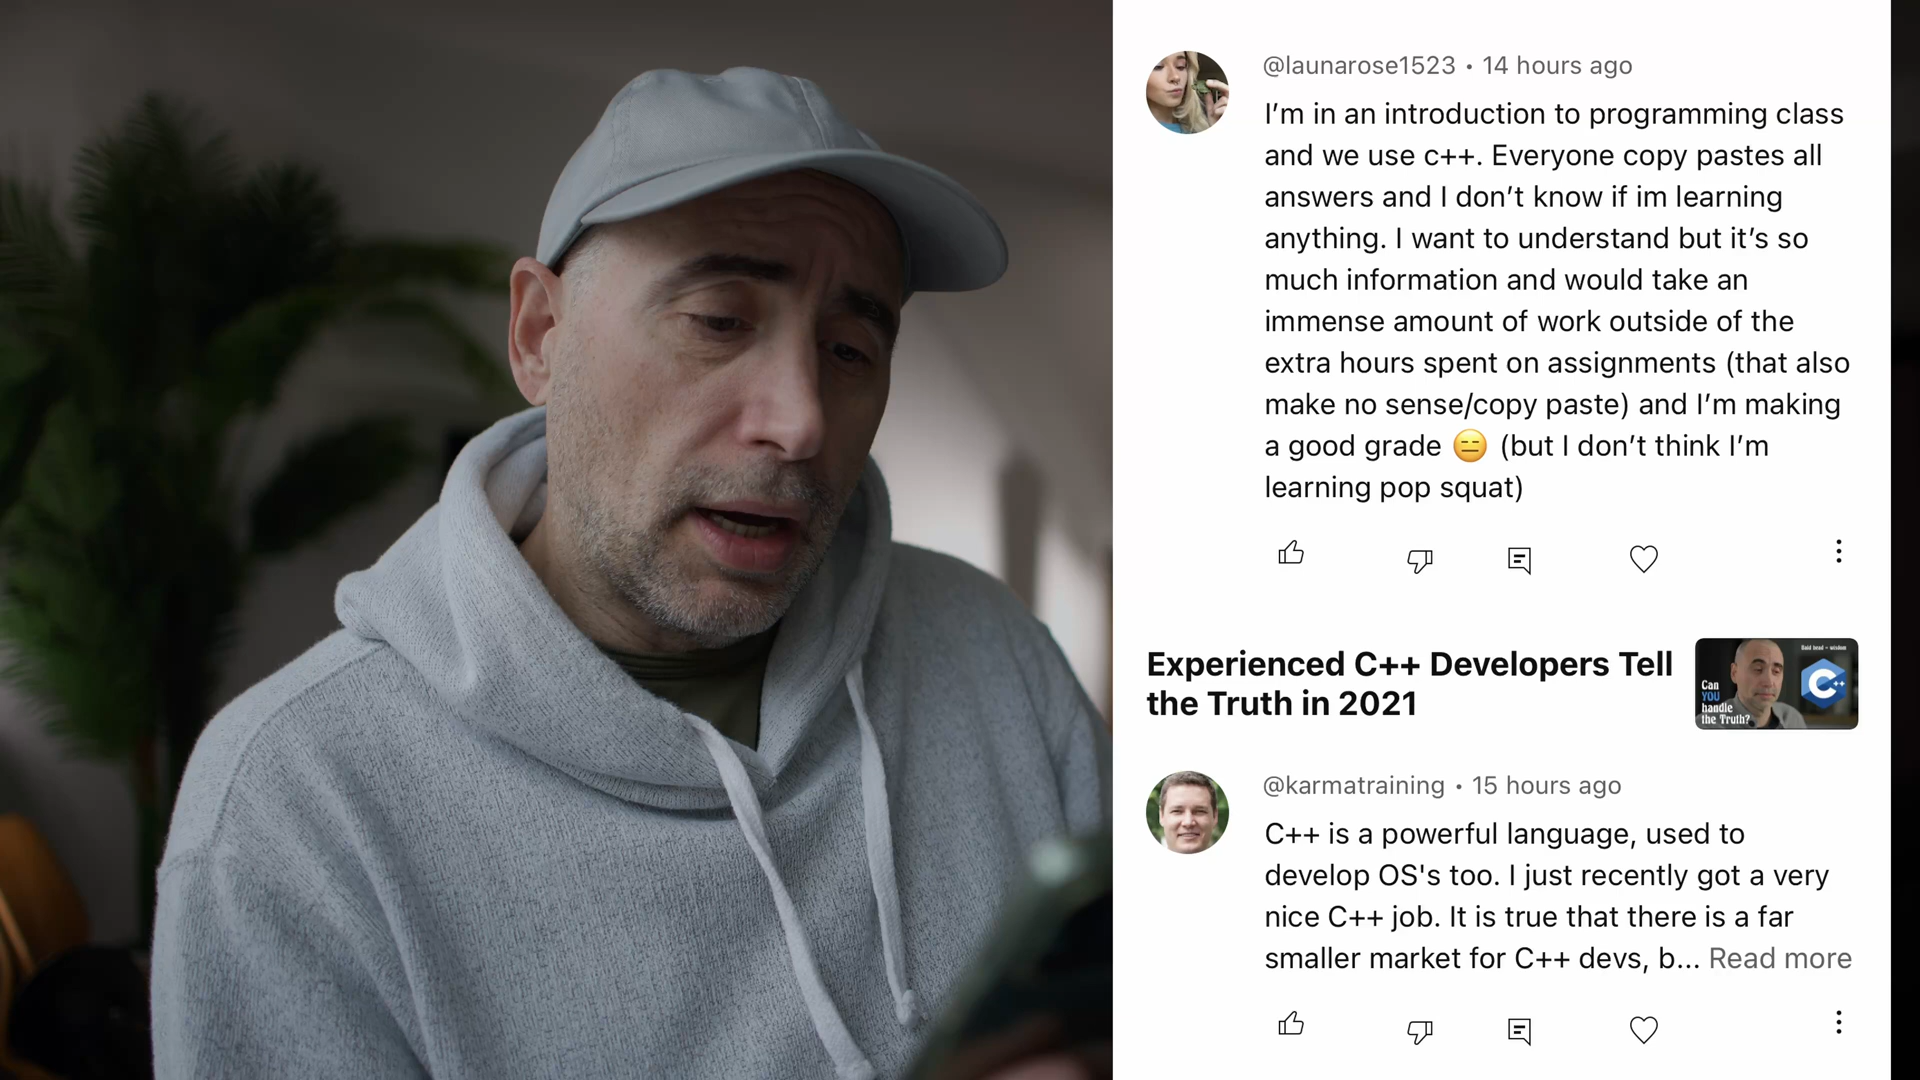 @launarose1523 • 14 hours ago
I’m in an introduction to programming class
and we use c++. Everyone copy pastes all
answers and I don’t know if im learning
anything. I want to understand but it’s so
much information and would take an
immense amount of work outside of the
extra hours spent on assignments (that also
make no sense/copy paste) and I’m making
a good grade 😑 (but I don’t think I’m
learning pop squat)
Experienced C++ Developers Tell
the Truth in 2021
Bald head = wisdom
Can
YOU
handle
the Truth?
C++
@karmatraining • 15 hours ago
C++ is a powerful language, used to
develop OS's too. I just recently got a very
nice C++ job. It is true that there is a far
smaller market for C++ devs, b... Read more